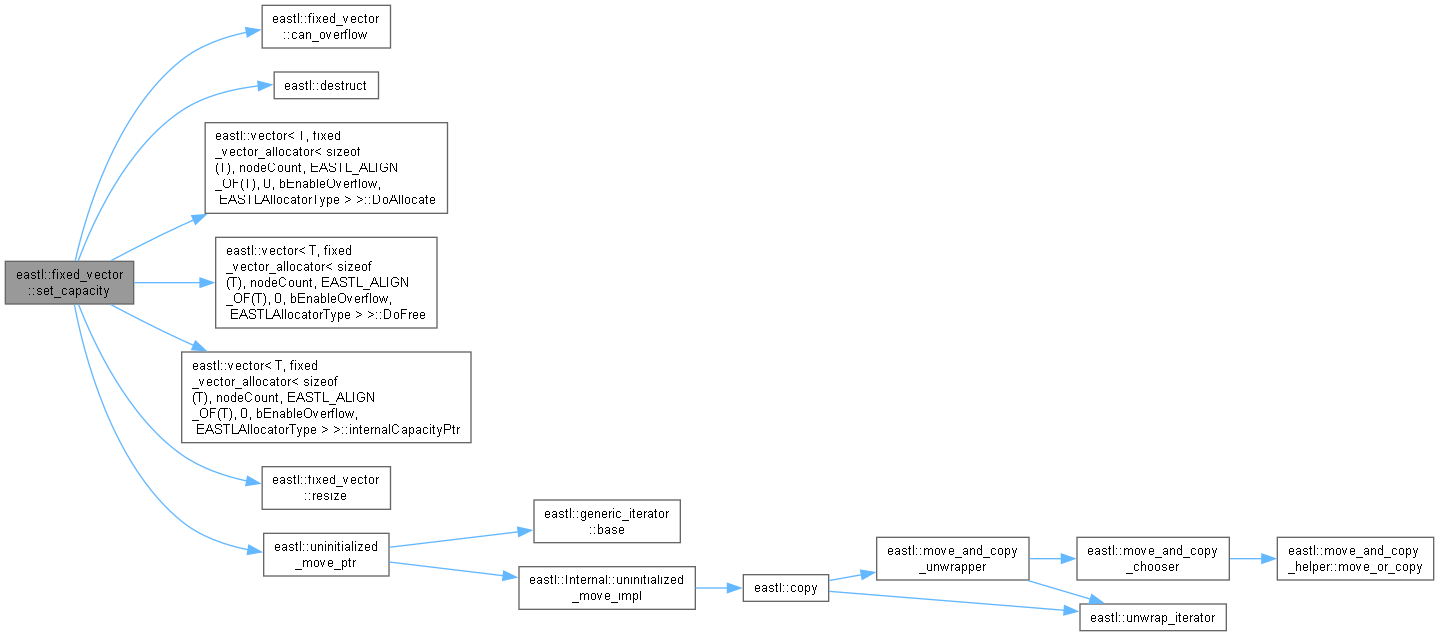 eastl::fixed_vector
::can_overflow
eastl::destruct
eastl::vector< T, fixed
_vector_allocator< sizeof
(T), nodeCount, EASTL_ALIGN
_OF(T), 0, bEnableOverflow,
EASTLAllocatorType > >::DoAllocate
eastl::fixed_vector
::set_capacity
eastl::vector< T, fixed
_vector_allocator< sizeof
(T), nodeCount, EASTL_ALIGN
_OF(T), 0, bEnableOverflow,
EASTLAllocatorType > >::DoFree
eastl::vector< T, fixed
_vector_allocator< sizeof
(T), nodeCount, EASTL_ALIGN
_OF(T), 0, bEnableOverflow,
EASTLAllocatorType > >::internalCapacityPtr
eastl::fixed_vector
::resize
eastl::uninitialized
_move_ptr
eastl::generic_iterator
::base
eastl::Internal::uninitialized
_move_impl
eastl::copy
eastl::move_and_copy
_unwrapper
eastl::move_and_copy
_chooser
eastl::move_and_copy
_helper::move_or_copy
eastl::unwrap_iterator